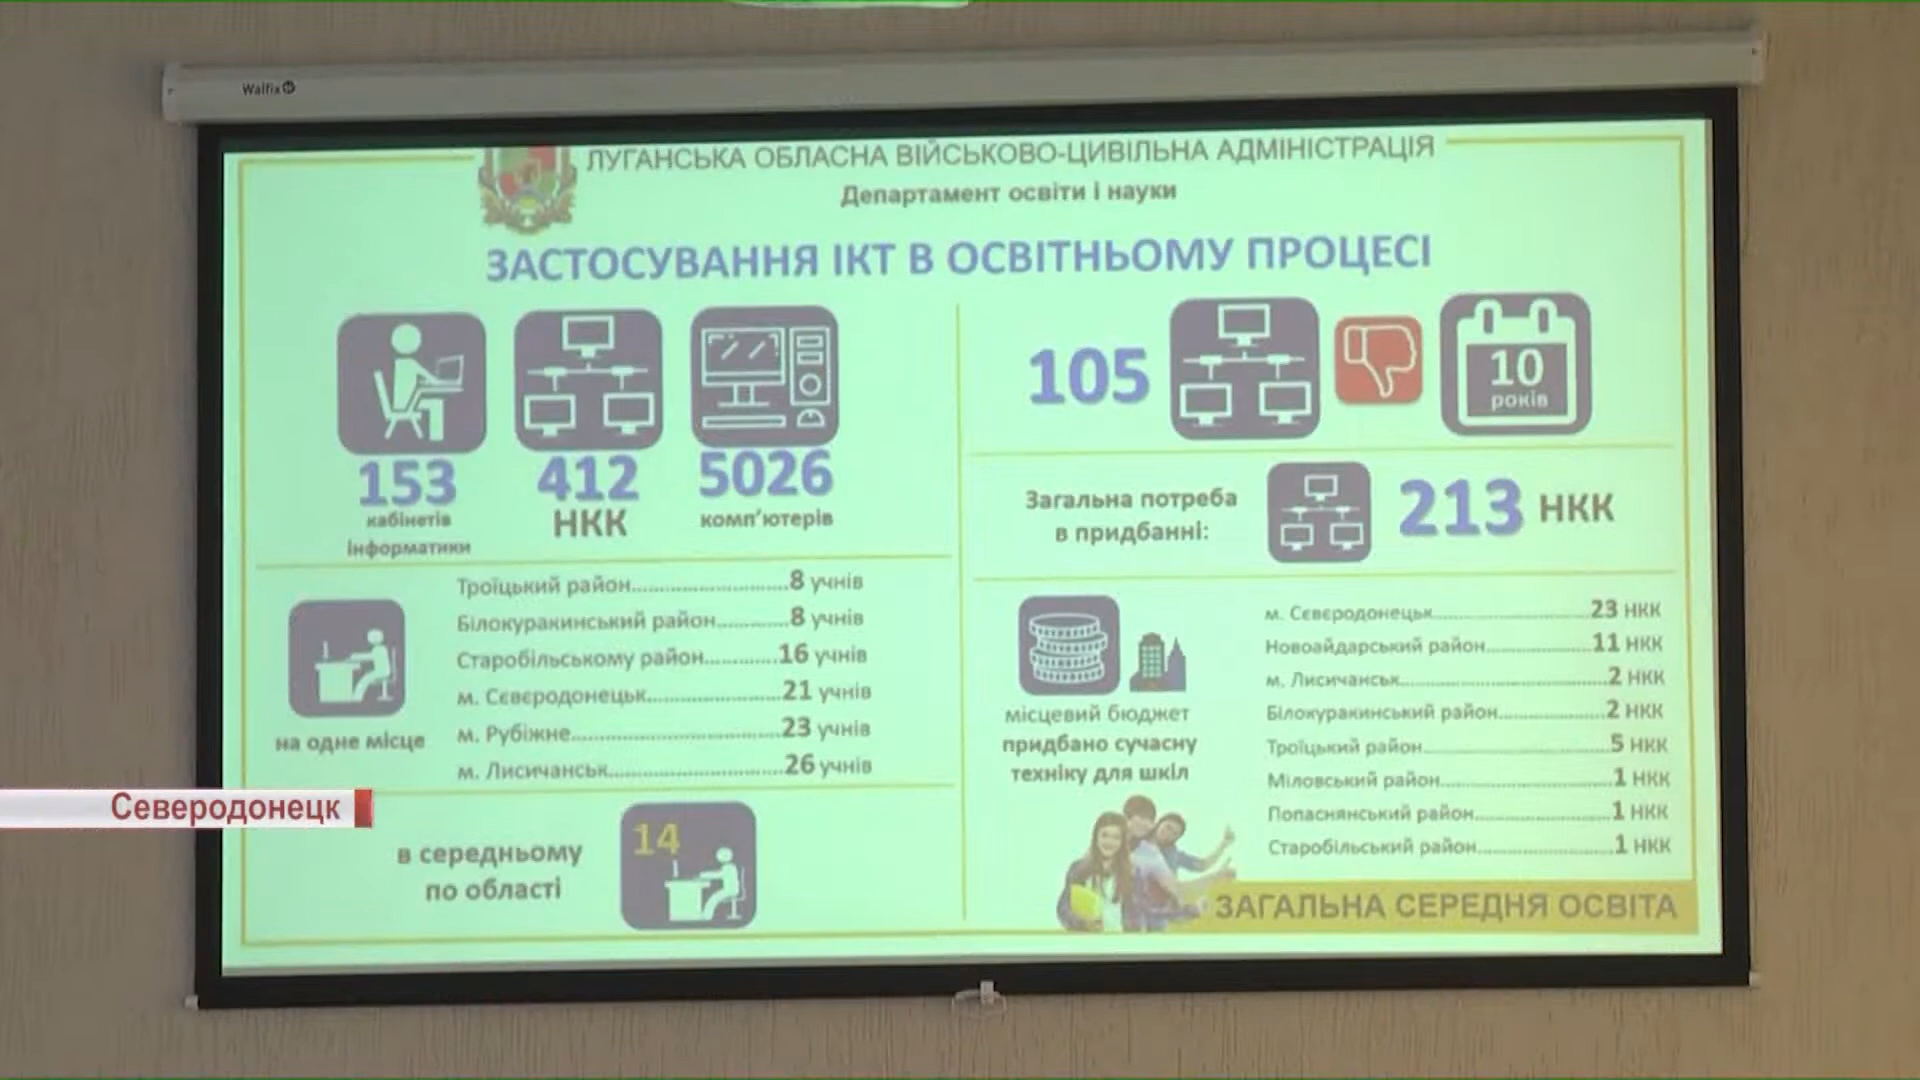 Walfix
ЛУГАНСЬКА ОБЛАСНА ВІЙСЬКОВО-ЦИВІЛЬНА АДМІНІСТРАЦІЯ
Департамент освіти і науки
ЗАСТОСУВАННЯ ІКТ В ОСВІТНЬОМУ ПРОЦЕСІ
153
кабінетів
інформатики
412
НКК
5026
комп'ютерів
на одне місце
Троїцький район..........................8 учнів
Білокуракинський район............8 учнів
Старобільському район............16 учнів
м. Сєвєродонецьк......................21 учнів
м. Рубіжне..................................23 учнів
м. Лисичанськ............................26 учнів
в середньому
по області
14
105
10
років
Загальна потреба
в придбанні:
213 НКК
місцевий бюджет
придбано сучасну
техніку для шкіл
м. Сєвєродонецьк..........................23 НКК
Новоайдарський район.................11 НКК
м. Лисичанськ.................................2 НКК
Білокуракинський район.................2 НКК
Троїцький район..............................5 НКК
Міловський район............................1 НКК
Попаснянський район......................1 НКК
Старобільський район......................1 НКК
ЗАГАЛЬНА СЕРЕДНЯ ОСВІТА
Северодонецк